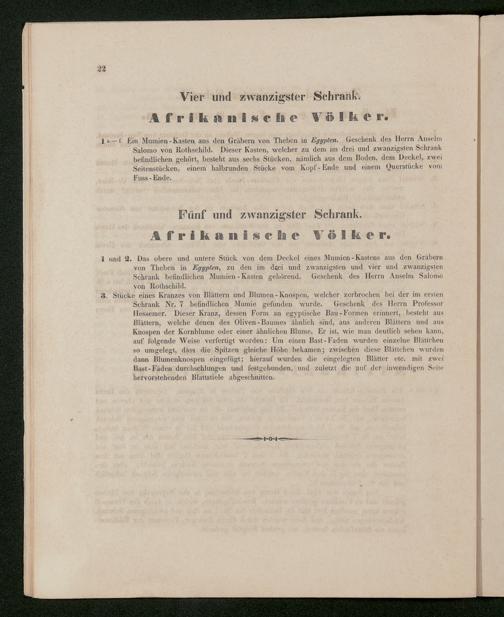 22
Vier und zwanzigster Schrank.
Afrikanische Völker.
Ein Mumien-Kasten aus den Gräbern von Theben in Egypten. Geschenk des Herrn Anselm
Salomo von Rothschild. Dieser Kasten, welcher zu dem im drei und zwanzigsten Schrank
befindlichen gehört, besteht aus sechs Stücken, nämlich aus dem Boden, dem Deckel, zwei
Seitenstücken, einem halbrunden Stücke vom Kopf-Ende und einem Querstücke vom
Fuss-Ende.
Fünf und zwanzigster Schrank.
Afrikanische Völker.
1 und 2. Das obere und untere Stück von dem Deckel eines Mumien-Kastens aus den Gräbern
von Theben in Egypten, zu den im drei und zwanzigsten und vier und zwanzigsten
Schrank befindlichen Mumien-Kasten gehörend. Geschenk des Herrn Anselm Salomo
von Rothschild.
3. Stücke eines Kranzes von Blättern und Blumen-Knospen, welcher zerbrochen bei der im ersten
Schrank Nr. 7 befindlichen Mumie gefunden wurde. Geschenk des Herrn Professor
Hessemer. Dieser Kranz, dessen Form an egyptische Bau-Formen erinnert, besteht aus
Blättern, welche denen des Oliven-Baumes ähnlich sind, aus anderen Blättern und aus
Knospen der Kornblume oder einer ähnlichen Blume. Er ist, wie man deutlich sehen kann,
auf folgende Weise verfertigt worden: Um einen Bast-Faden wurden einzelne Blättchen
so umgelegt, dass die Spitzen gleiche Höhe bekamen; zwischen diese Blättchen wurden
dann Blumenknospen eingefügt; hierauf wurden die eingelegten Blätter etc. mit zwei
Bast-Fäden durchschlungen und festgebunden, und zuletzt die auf der inwendigen Seite
hervorstehenden Blattstiele abgeschnitten.